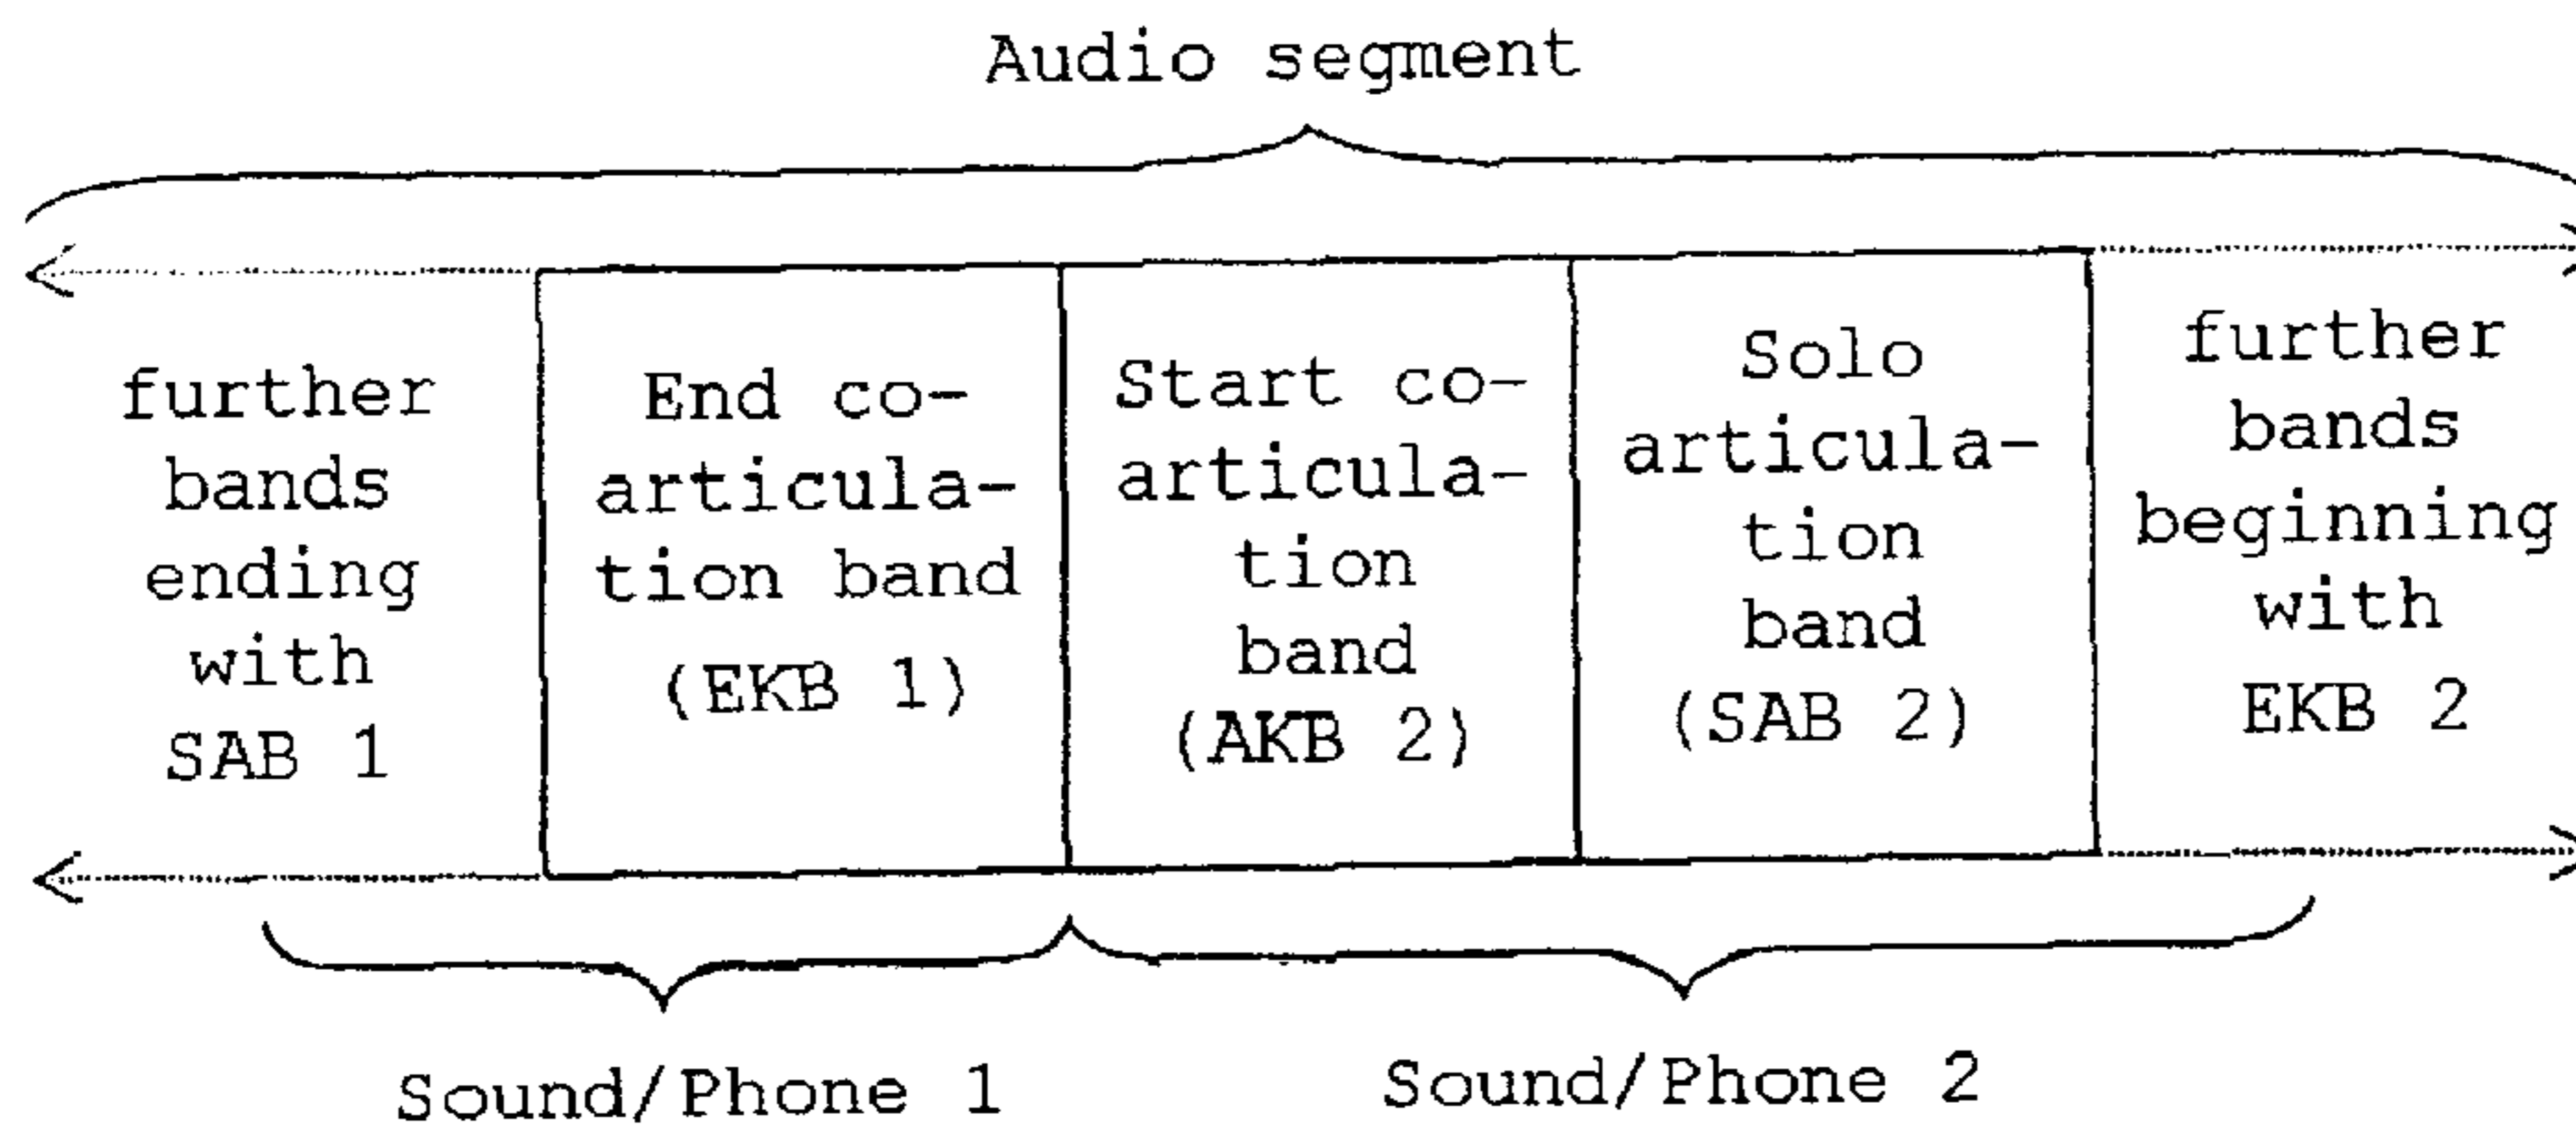 Audio segment
further
bands
ending
with
SAB 1
End co-
articula-
tion band
(EKB 1)
Start co-
articula-
tion
band
(AKB 2)
Solo
articula-
tion
band
(SAB 2)
further
bands
beginning
with
EKB 2
Sound/Phone 1
Sound/Phone 2